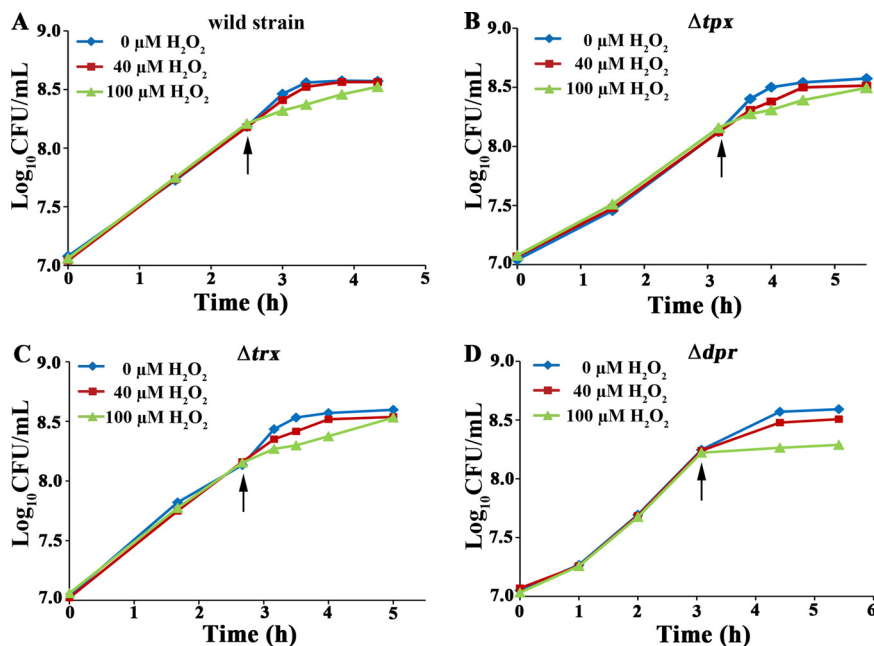 A wild strain
0 μM H₂O₂
40 μM H₂O₂
100 μM H₂O₂
Log₁₀CFU/mL
9.0
8.5
8.0
7.5
7.0
0 1 2 3 4 5
Time (h)
B Δtpx
0 μM H₂O₂
40 μM H₂O₂
100 μM H₂O₂
Log₁₀CFU/mL
9.0
8.5
8.0
7.5
7.0
0 1 2 3 4 5
Time (h)
C Δtrx
0 μM H₂O₂
40 μM H₂O₂
100 μM H₂O₂
Log₁₀CFU/mL
9.0
8.5
8.0
7.5
7.0
0 1 2 3 4 5
Time (h)
D Δdpr
0 μM H₂O₂
40 μM H₂O₂
100 μM H₂O₂
Log₁₀CFU/mL
9.0
8.5
8.0
7.5
7.0
0 1 2 3 4 5 6
Time (h)